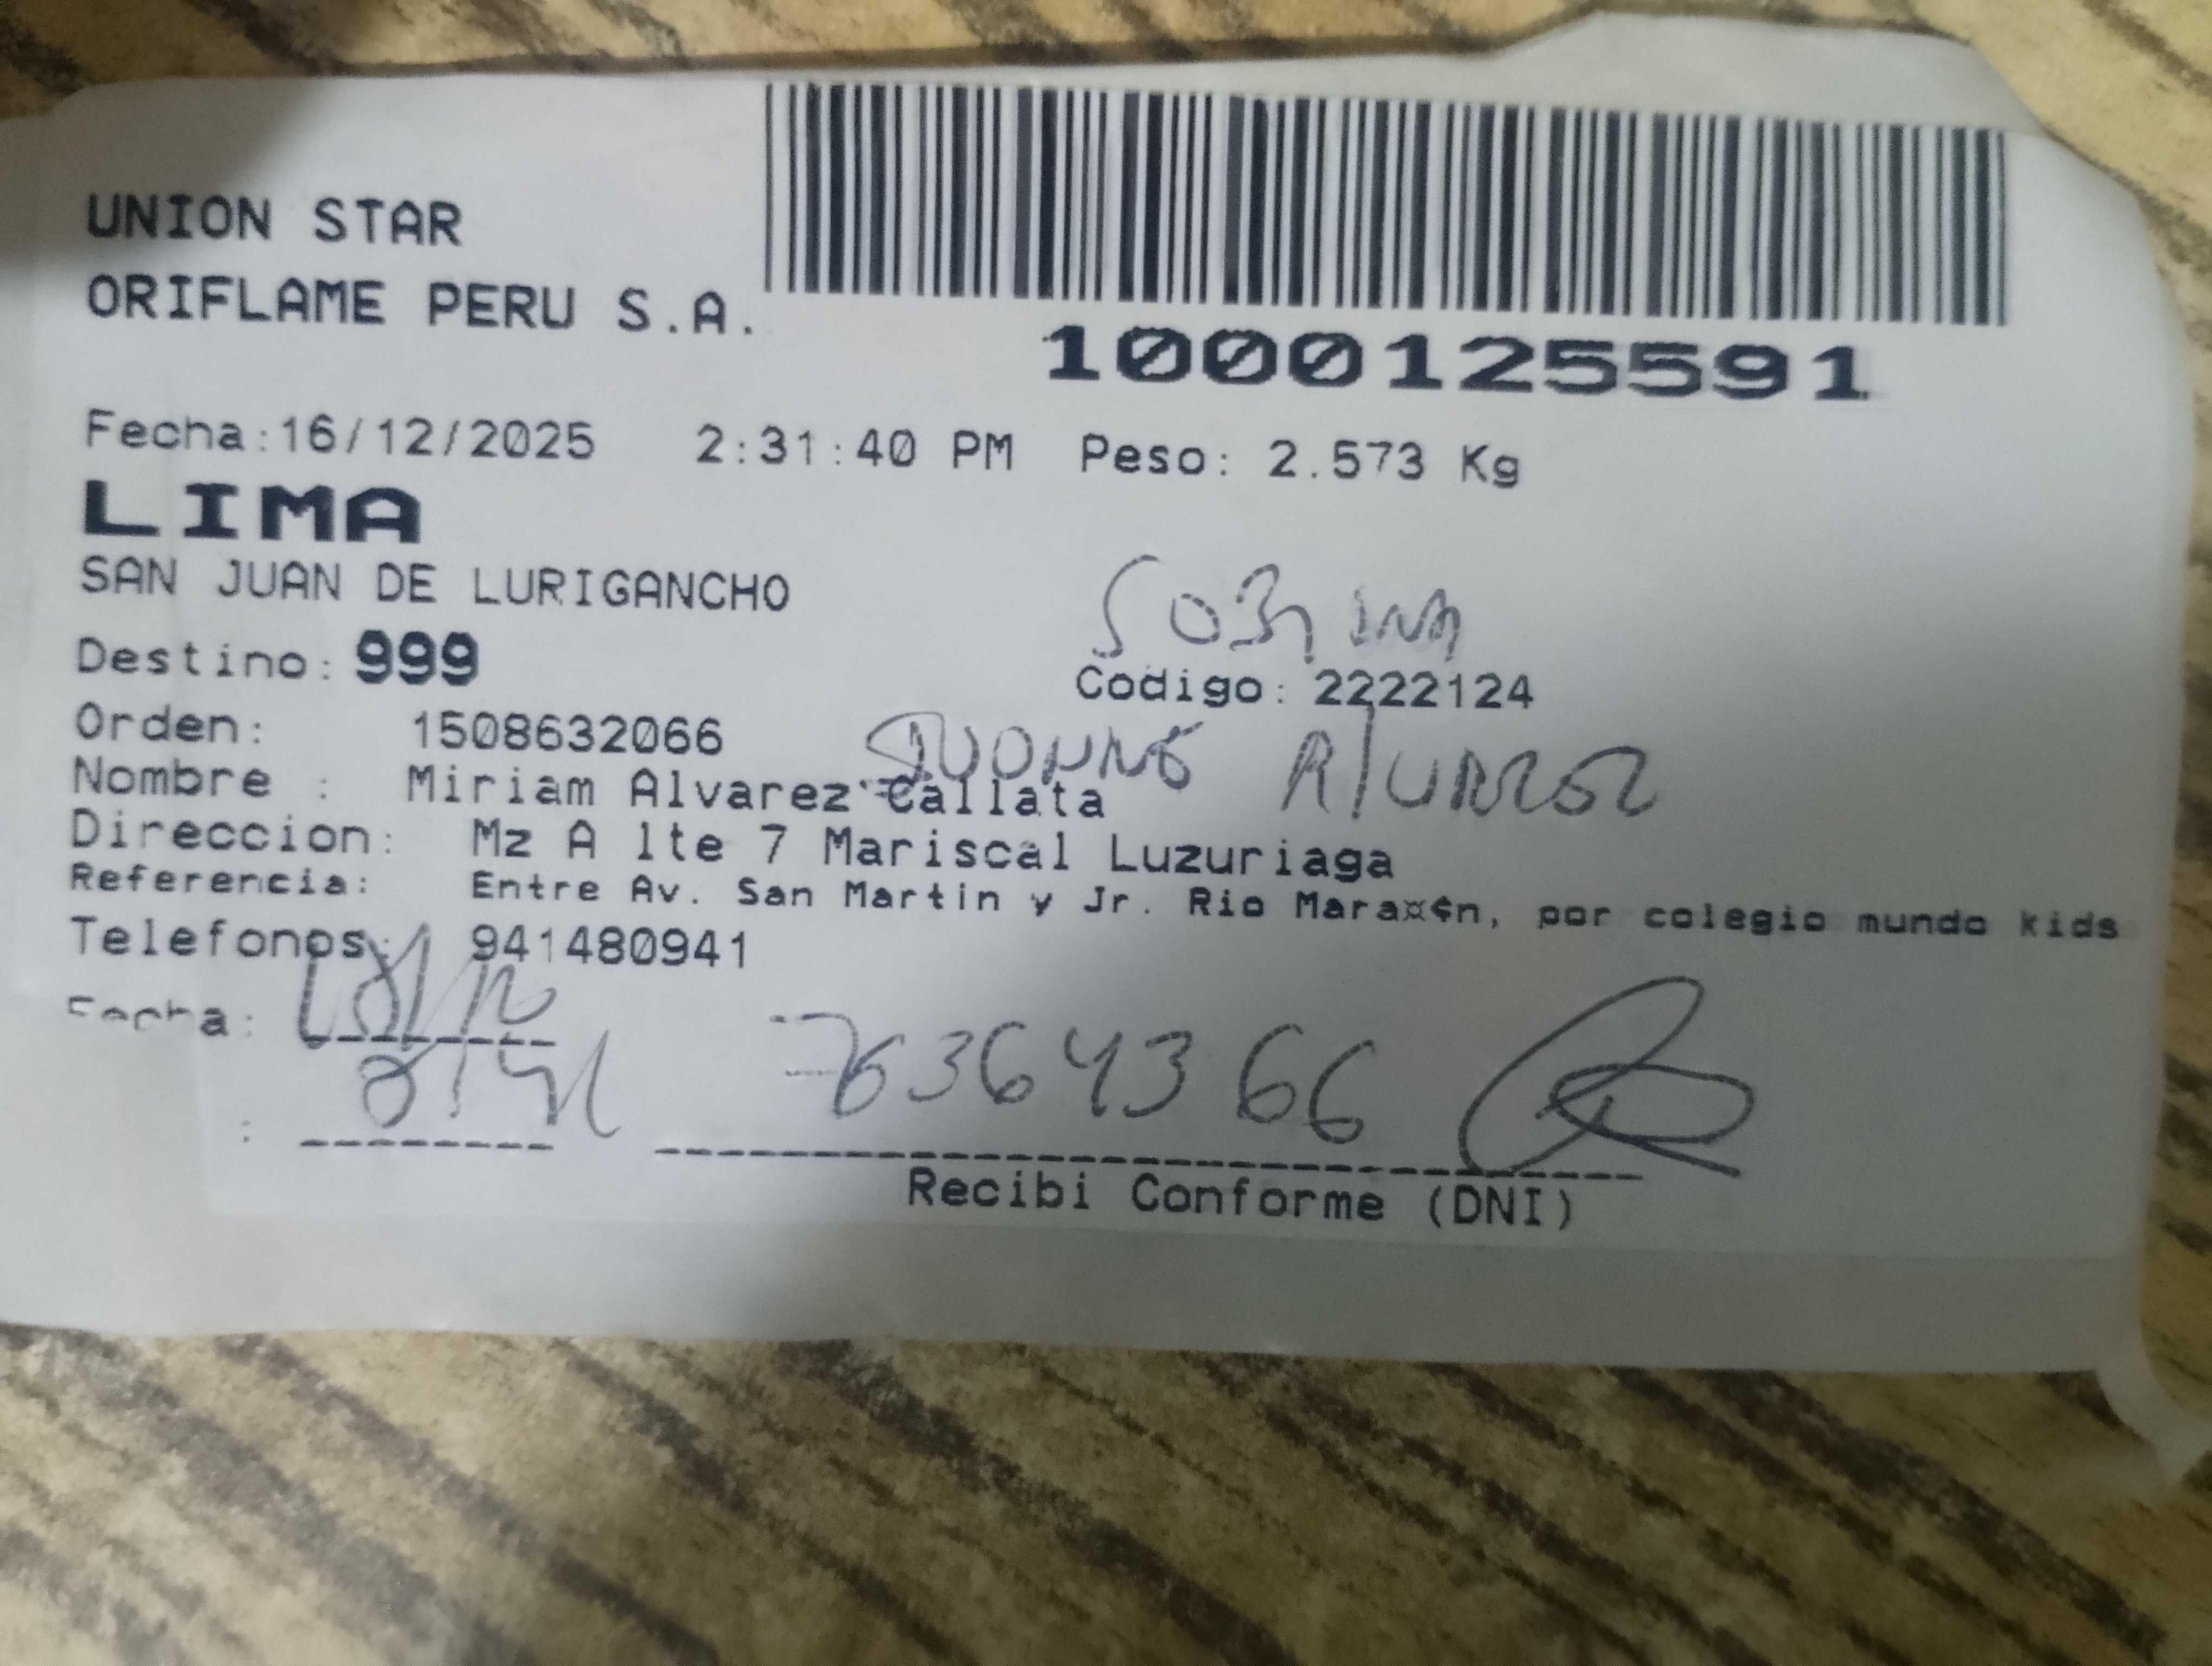 UNION STAR
ORIFLAME PERU S.A.
1000125591
Fecha:16/12/2025 2:31:40 PM Peso: 2.573 Kg
LIMA
SAN JUAN DE LURIGANCHO
SOBRINA
Destino: 999 Codigo: 2222124
Orden: 1508632066
IVONNE ALVAREZ
Nombre : Miriam Alvarez Callata
Direccion: Mz A lte 7 Mariscal Luzuriaga
Referencia: Entre Av. San Martin y Jr. Rio Mara¤¢n, por colegio mundo kids
Telefonos: 941480941
Fecha:
76364366
:
Recibi Conforme (DNI)